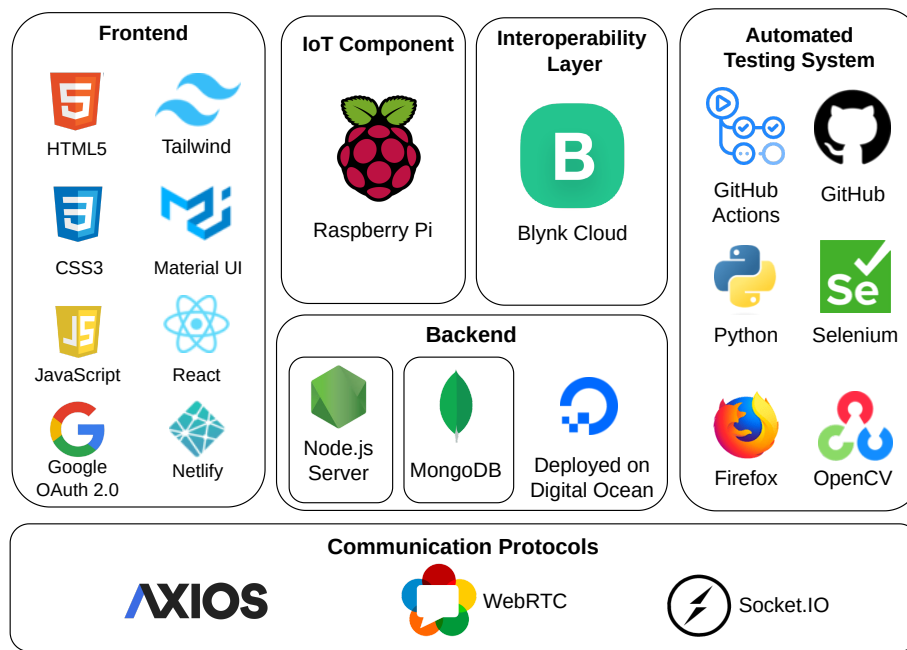 Frontend
HTML5
Tailwind
CSS3
Material UI
JS
JavaScript
React
Google
OAuth 2.0
Netlify
IoT Component
Raspberry Pi
Interoperability
Layer
B
Blynk Cloud
Backend
Node.js
Server
MongoDB
Deployed on
Digital Ocean
Automated
Testing System
GitHub
Actions
GitHub
Python
Se
Selenium
Firefox
OpenCV
Communication Protocols
AXIOS
WebRTC
Socket.IO